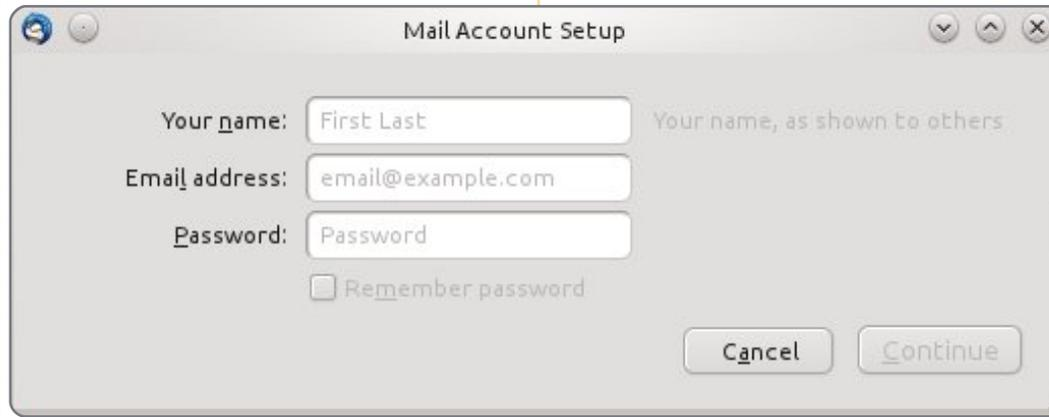 Mail Account Setup
Your name: First Last Your name, as shown to others
Email address: email@example.com
Password: Password
Remember password
Cancel Continue